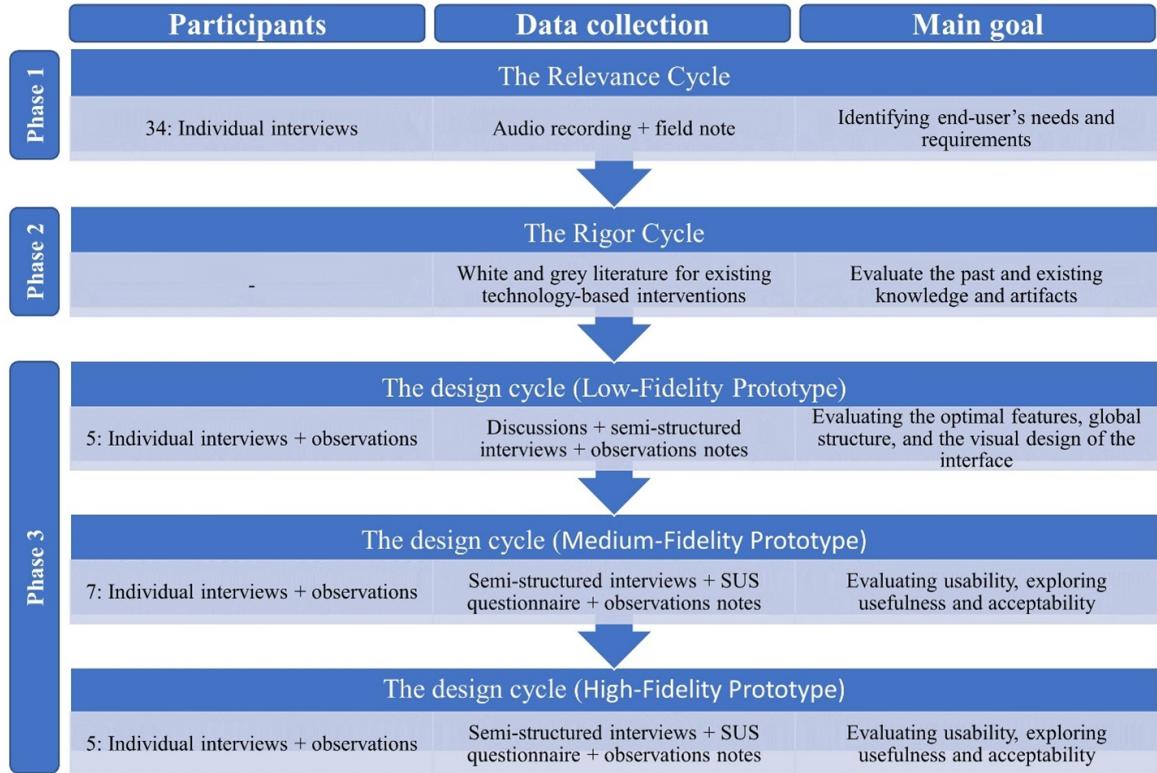 Participants
Data collection
Main goal
Phase 1
The Relevance Cycle
34: Individual interviews
Audio recording + field note
Identifying end-user's needs and
requirements
Phase 2
The Rigor Cycle
-
White and grey literature for existing
technology-based interventions
Evaluate the past and existing
knowledge and artifacts
Phase 3
The design cycle (Low-Fidelity Prototype)
5: Individual interviews + observations
Discussions + semi-structured
interviews + observations notes
Evaluating the optimal features, global
structure, and the visual design of the
interface
The design cycle (Medium-Fidelity Prototype)
7: Individual interviews + observations
Semi-structured interviews + SUS
questionnaire + observations notes
Evaluating usability, exploring
usefulness and acceptability
The design cycle (High-Fidelity Prototype)
5: Individual interviews + observations
Semi-structured interviews + SUS
questionnaire + observations notes
Evaluating usability, exploring
usefulness and acceptability